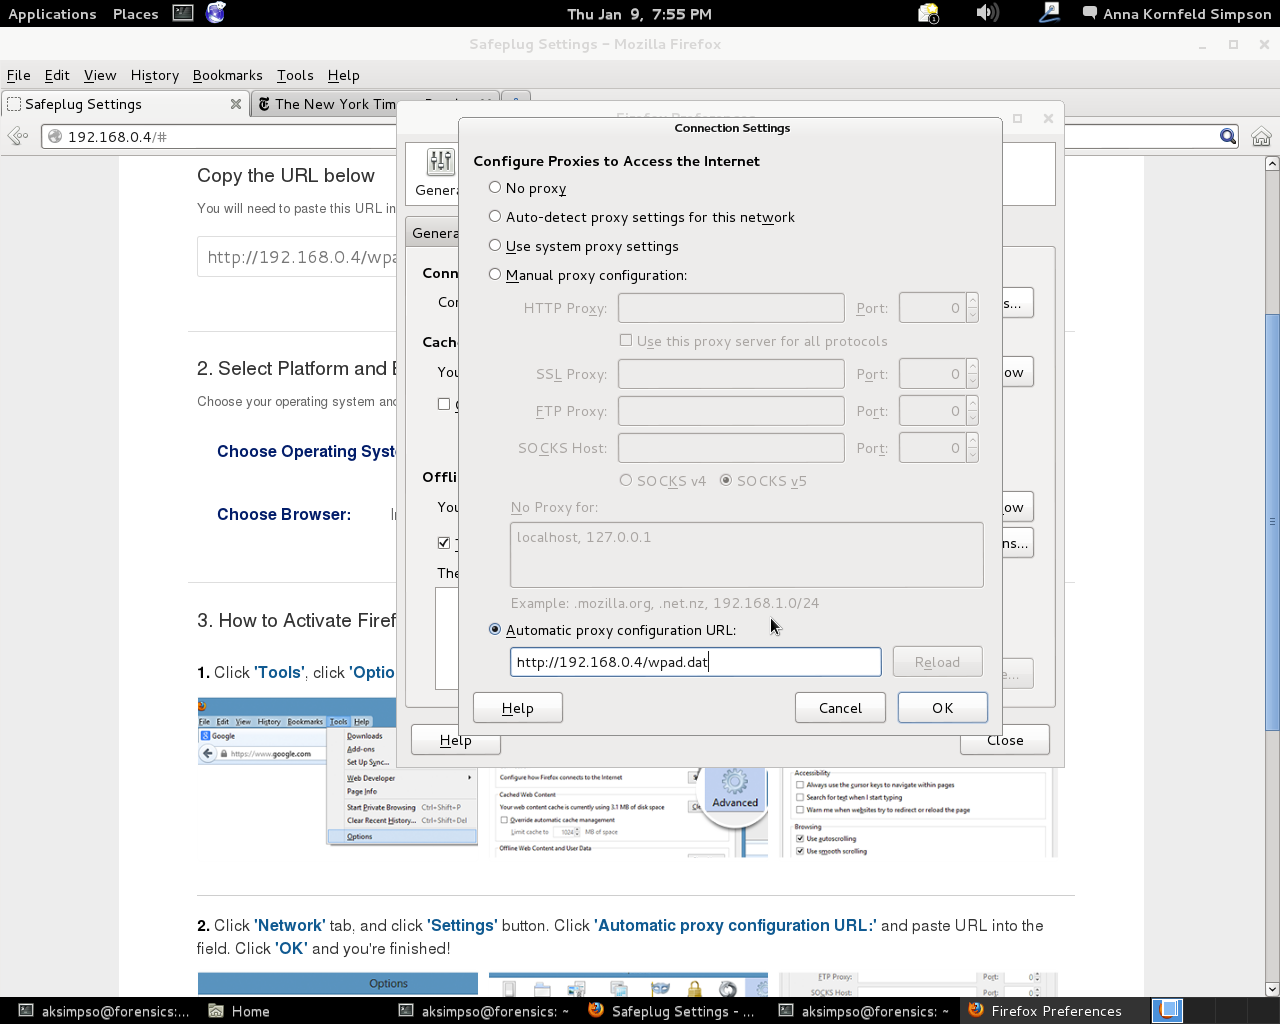 Applications Places Thu Jan 9, 7:55 PM Anna Kornfeld Simpson
Safeplug Settings - Mozilla Firefox
File Edit View History Bookmarks Tools Help
Safeplug Settings The New York Tim
192.168.0.4/#
Connection Settings
Configure Proxies to Access the Internet
No proxy
Auto-detect proxy settings for this network
Use system proxy settings
Manual proxy configuration:
HTTP Proxy: Port: 0
Use this proxy server for all protocols
SSL Proxy: Port: 0
FTP Proxy: Port: 0
SOCKS Host: Port: 0
SOCKS v4 SOCKS v5
No Proxy for:
localhost, 127.0.0.1
Example: .mozilla.org, .net.nz, 192.168.1.0/24
Automatic proxy configuration URL:
http://192.168.0.4/wpad.dat Reload
Help Cancel OK
Help Close
Copy the URL below
You will need to paste this URL in
http://192.168.0.4/wpa
2. Select Platform and
Choose your operating system and
Choose Operating Syst
Choose Browser:
3. How to Activate Firef
1. Click 'Tools', click 'Optio
File Edit View History Bookmarks Tools Help
Google
https://www.google.com
Downloads
Add-ons
Set Up Sync...
Web Developer
Page Info
Start Private Browsing Ctrl+Shift+P
Clear Recent History... Ctrl+Shift+Del
Options
Configure how Firefox connects to the Internet
Cached Web Content
Your web content cache is currently using 3.1 MB of disk space
Override automatic cache management
Limit cache to 1024 MB of space
Offline Web Content and User Data
Advanced
Accessibility
Always use the cursor keys to navigate within pages
Search for text when I start typing
Warn me when websites try to redirect or reload the page
Browsing
Use autoscrolling
Use smooth scrolling
2. Click 'Network' tab, and click 'Settings' button. Click 'Automatic proxy configuration URL:' and paste URL into the
field. Click 'OK' and you're finished!
Options
FTP Proxy: Port: 0
SOCKS Host: Port: 0
aksimpso@forensics:... Home aksimpso@forensics: ~ Safeplug Settings - ... aksimpso@forensics: ~ Firefox Preferences